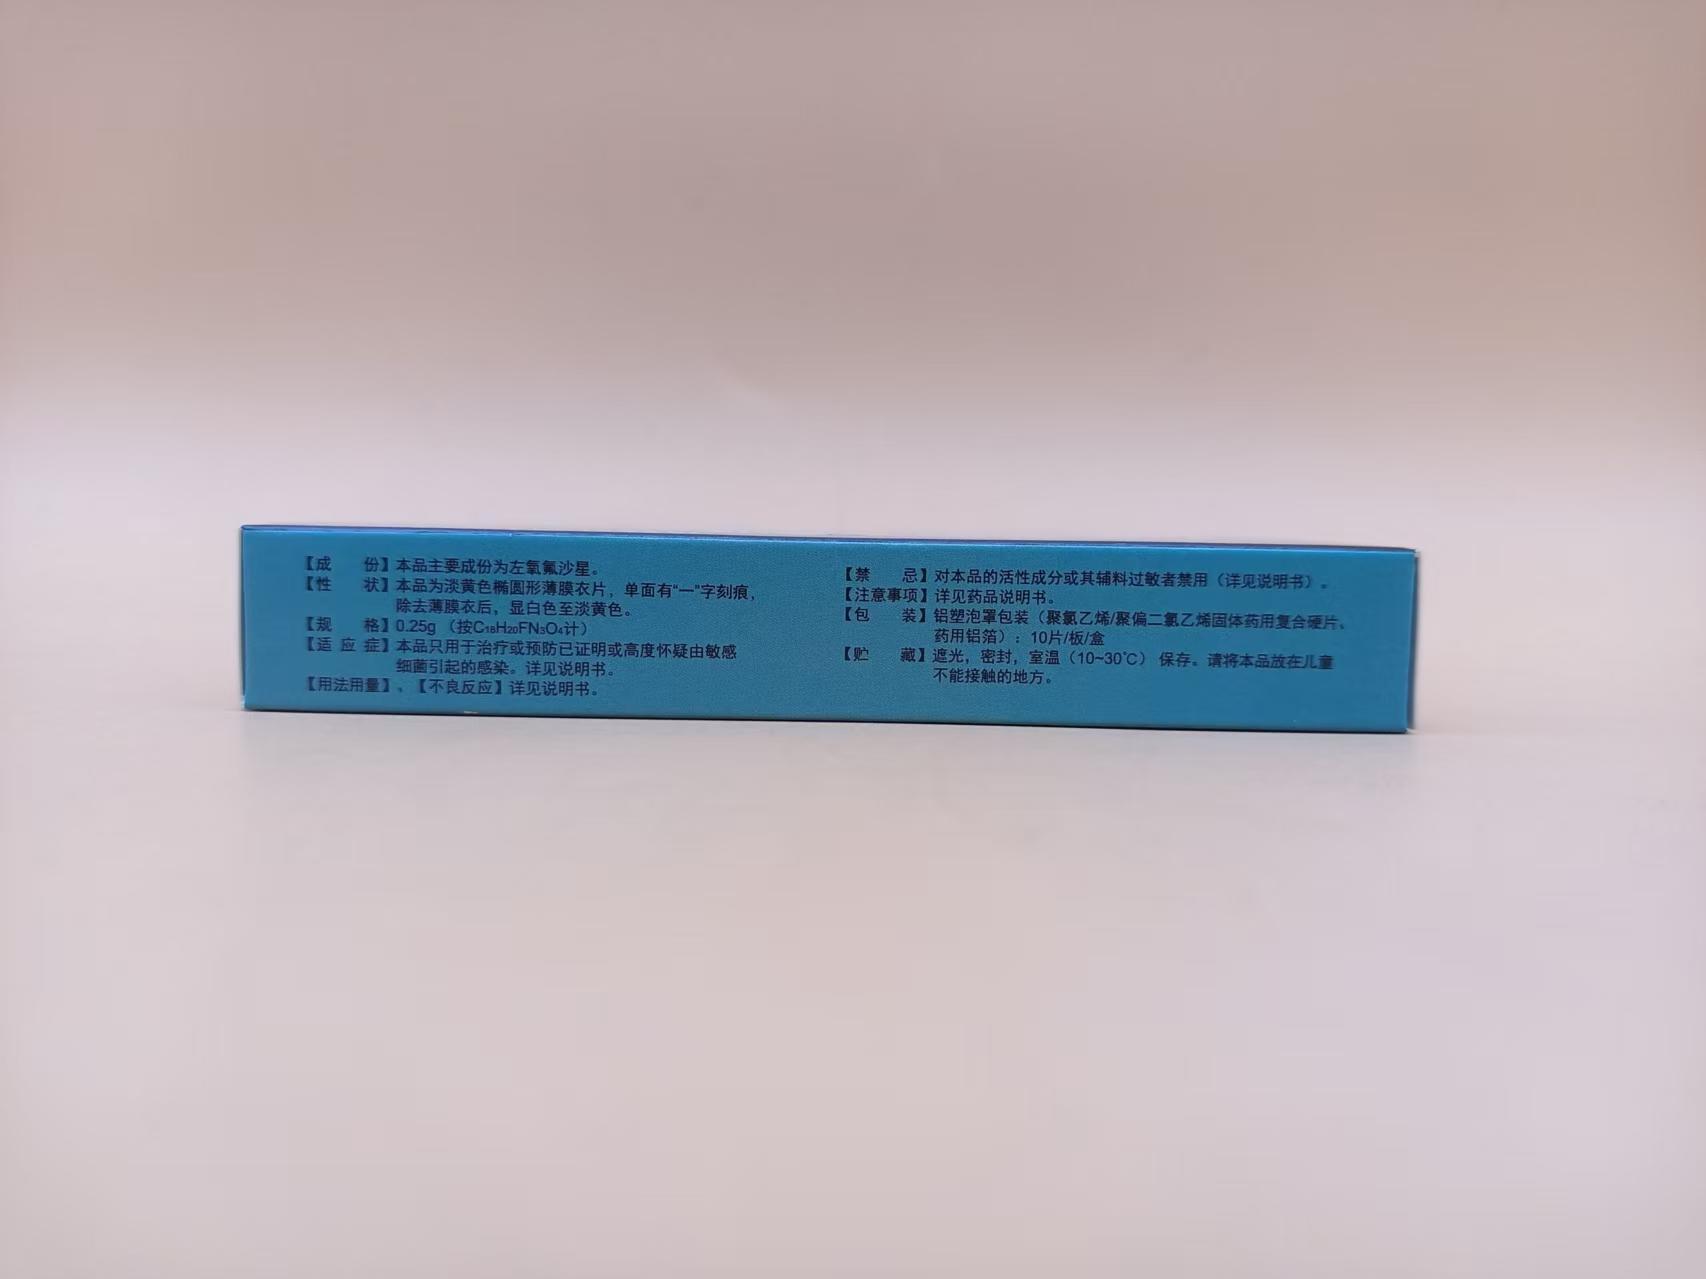 【成 份】本品主要成份为左氧氟沙星。
【性 状】本品为淡黄色椭圆形薄膜衣片，单面有“一”字刻痕，
除去薄膜衣后，显白色至淡黄色。
【规 格】0.25g（按C₁₈H₂₀FN₃O₄计）
【适 应 症】本品只用于治疗或预防已证明或高度怀疑由敏感
细菌引起的感染。详见说明书。
【用法用量】、【不良反应】详见说明书。
【禁 忌】对本品的活性成分或其辅料过敏者禁用（详见说明书）。
【注意事项】详见药品说明书。
【包 装】铝塑泡罩包装（聚氯乙烯/聚偏二氯乙烯固体药用复合硬片、
药用铝箔）：10片/板/盒
【贮 藏】遮光，密封，室温（10~30℃） 保存。请将本品放在儿童
不能接触的地方。